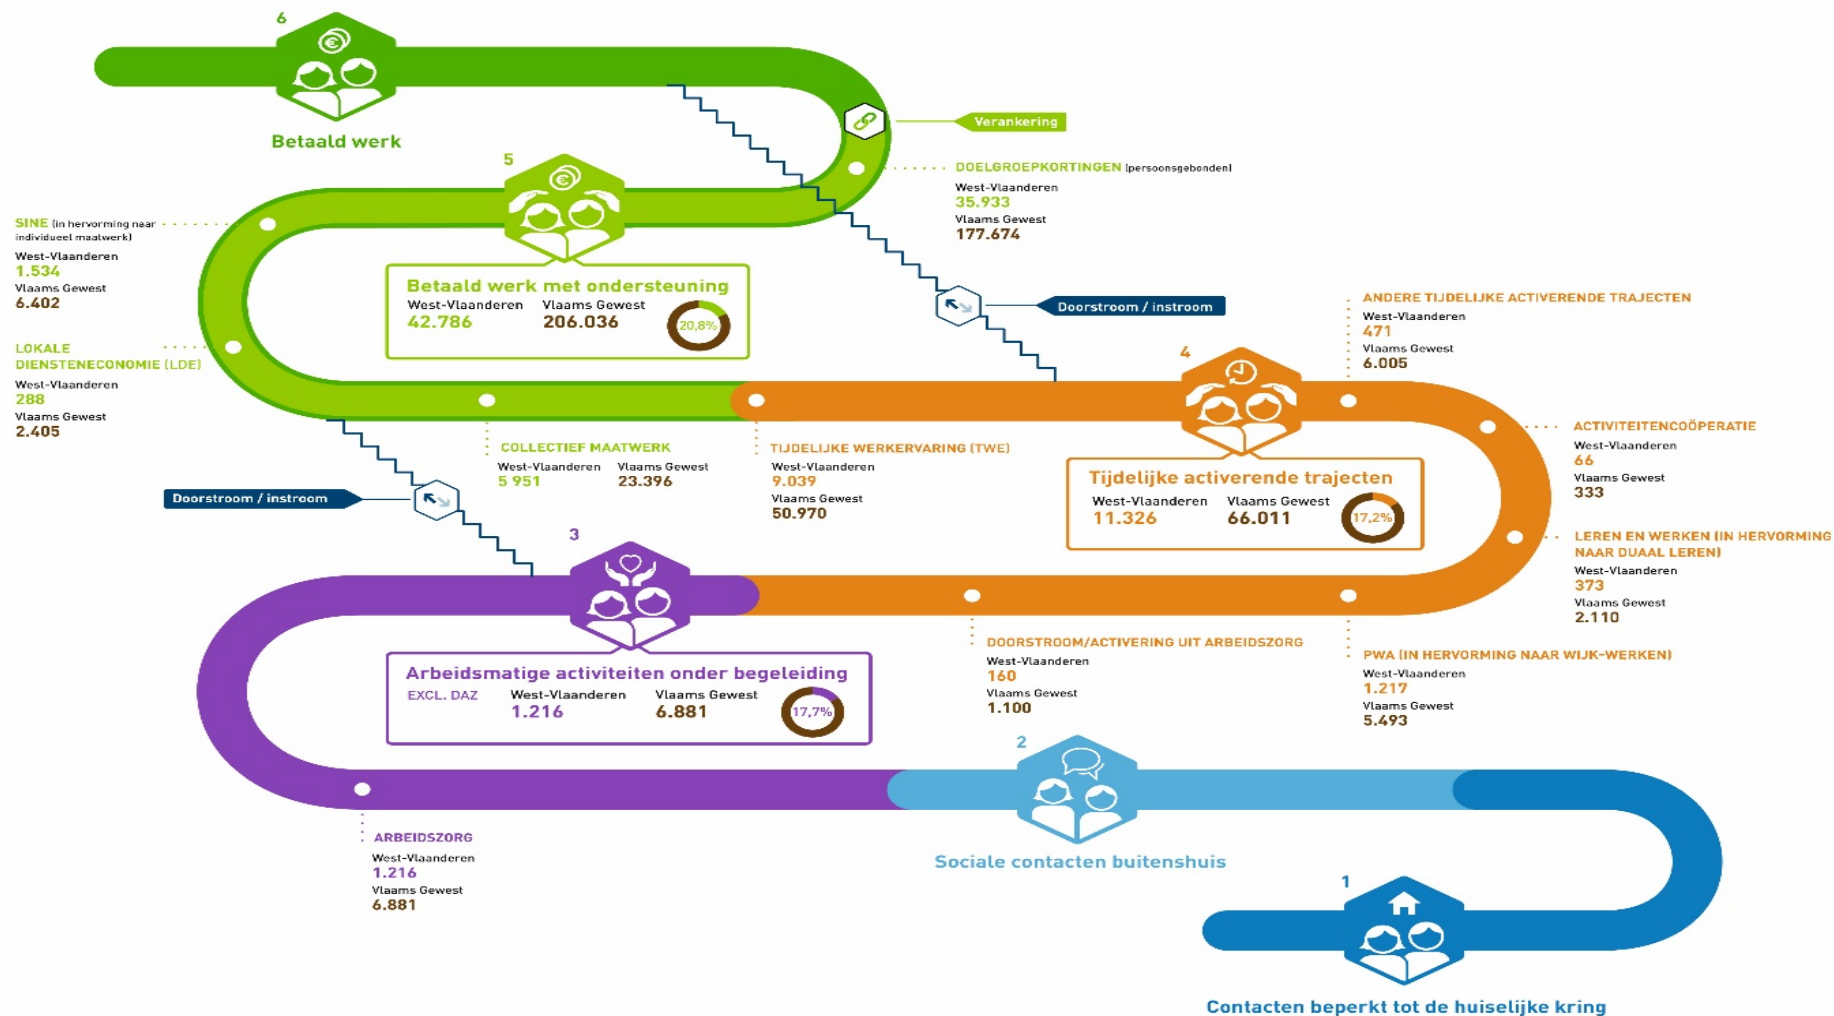 6
Betaald werk
Verankering
DOELGROEPKORTINGEN (persoonsgebonden)
West-Vlaanderen
35.933
Vlaams Gewest
177.674
5
SINE (in hervorming naar
individueel maatwerk)
West-Vlaanderen
1.534
Vlaams Gewest
6.402
Betaald werk met ondersteuning
West-Vlaanderen Vlaams Gewest
42.786 206.036
20,8%
Doorstroom / instroom
LOKALE
DIENSTENECONOMIE (LDE)
West-Vlaanderen
288
Vlaams Gewest
2.405
COLLECTIEF MAATWERK
West-Vlaanderen Vlaams Gewest
5 951 23.396
TIJDELIJKE WERKERVARING (TWE)
West-Vlaanderen
9.039
Vlaams Gewest
50.970
4
ANDERE TIJDELIJKE ACTIVERENDE TRAJECTEN
West-Vlaanderen
471
Vlaams Gewest
6.005
Tijdelijke activerende trajecten
West-Vlaanderen Vlaams Gewest
11.326 66.011
17,2%
ACTIVITEITENCOÖPERATIE
West-Vlaanderen
66
Vlaams Gewest
333
LEREN EN WERKEN (IN HERVORMING
NAAR DUAAL LEREN)
West-Vlaanderen
373
Vlaams Gewest
2.110
Doorstroom / instroom
3
Arbeidsmatige activiteiten onder begeleiding
EXCL. DAZ West-Vlaanderen Vlaams Gewest
1.216 6.881
17,7%
DOORSTROOM/ACTIVERING UIT ARBEIDSZORG
West-Vlaanderen
160
Vlaams Gewest
1.100
PWA (IN HERVORMING NAAR WIJK-WERKEN)
West-Vlaanderen
1.217
Vlaams Gewest
5.493
ARBEIDSZORG
West-Vlaanderen
1.216
Vlaams Gewest
6.881
2
Sociale contacten buitenshuis
1
Contacten beperkt tot de huiselijke kring